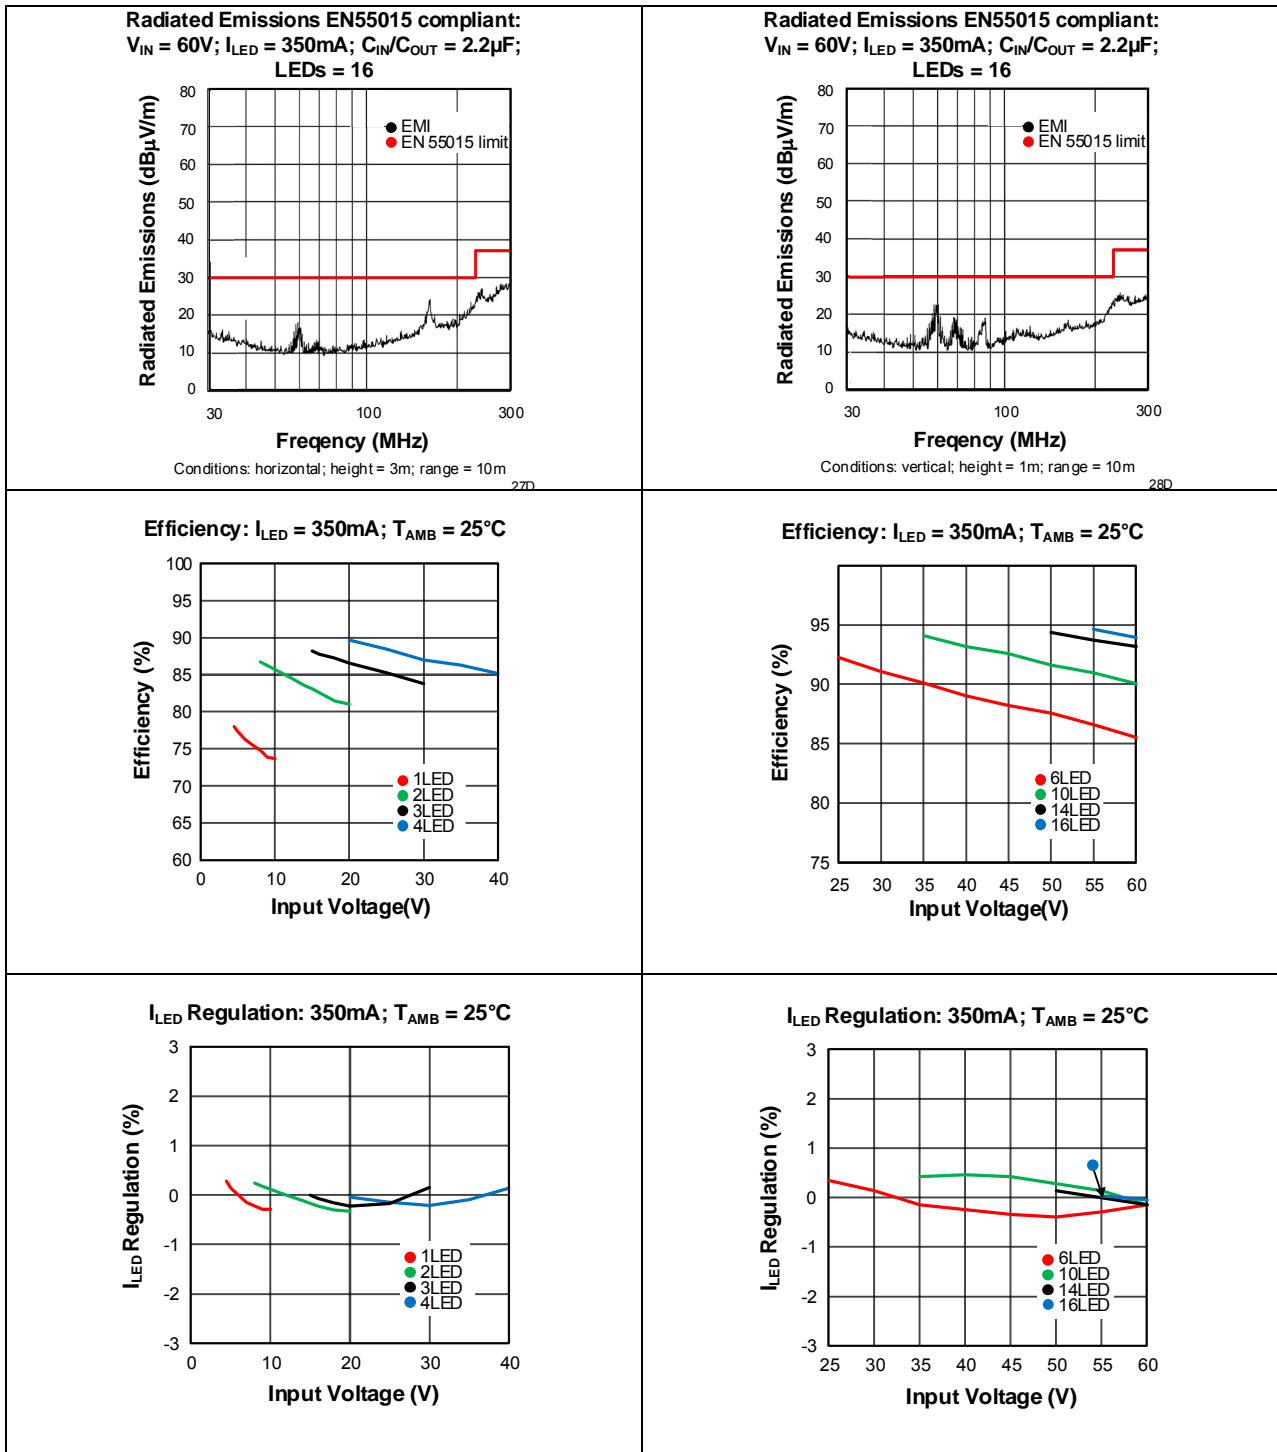 Radiated Emissions EN55015 compliant:
VIN = 60V; ILED = 350mA; CIN/COUT = 2.2µF;
LEDs = 16
Radiated Emissions (dBµV/m)
80
70
60
50
40
30
20
10
0
EMI
EN 55015 limit
30
100
300
Freqency (MHz)
Conditions: horizontal; height = 3m; range = 10m
27D
Radiated Emissions EN55015 compliant:
VIN = 60V; ILED = 350mA; CIN/COUT = 2.2µF;
LEDs = 16
Radiated Emissions (dBµV/m)
80
70
60
50
40
30
20
10
0
EMI
EN 55015 limit
30
100
300
Freqency (MHz)
Conditions: vertical; height = 1m; range = 10m
28D
Efficiency: ILED = 350mA; TAMB = 25°C
Efficiency (%)
100
95
90
85
80
75
70
65
60
1LED
2LED
3LED
4LED
0
10
20
30
40
Input Voltage(V)
Efficiency: ILED = 350mA; TAMB = 25°C
Efficiency (%)
95
90
85
80
75
6LED
10LED
14LED
16LED
25
30
35
40
45
50
55
60
Input Voltage(V)
ILED Regulation: 350mA; TAMB = 25°C
ILED Regulation (%)
3
2
1
0
-1
-2
-3
1LED
2LED
3LED
4LED
0
10
20
30
40
Input Voltage (V)
ILED Regulation: 350mA; TAMB = 25°C
ILED Regulation (%)
3
2
1
0
-1
-2
-3
6LED
10LED
14LED
16LED
25
30
35
40
45
50
55
60
Input Voltage (V)